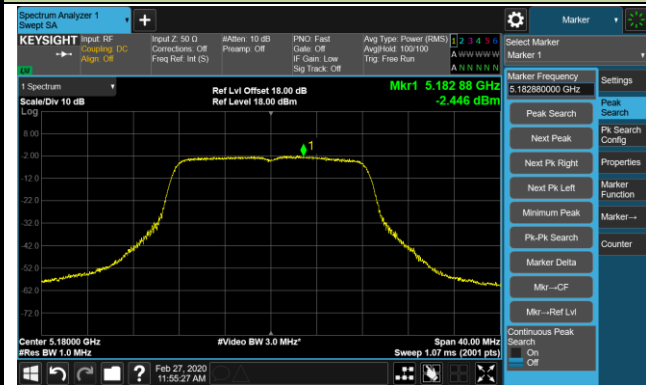 Spectrum Analyzer 1
Swept SA
Marker
KEYSIGHT
Input: RF
Coupling: DC
Align: Off
Input Z: 50 Ω
Corrections: Off
Freq Ref: Int (S)
#Atten: 10 dB
Preamp: Off
PNO: Fast
Gate: Off
IF Gain: Low
Sig Track: Off
Avg Type: Power (RMS)
Avg|Hold: 100/100
Trig: Free Run
1 2 3 4 5 6
A W W W W W
A N N N N N
LV
Select Marker
Marker 1
1 Spectrum
Scale/Div 10 dB
Log
Ref Lvl Offset 18.00 dB
Ref Level 18.00 dBm
Mkr1 5.182 88 GHz
-2.446 dBm
8.00
-2.00
-12.0
-22.0
-32.0
-42.0
-52.0
-62.0
-72.0
1
Center 5.18000 GHz
#Res BW 1.0 MHz
#Video BW 3.0 MHz*
Span 40.00 MHz
Sweep 1.07 ms (2001 pts)
Marker Frequency
5.182880000 GHz
Peak Search
Next Peak
Next Pk Right
Next Pk Left
Minimum Peak
Pk-Pk Search
Marker Delta
Mkr→CF
Mkr→Ref Lvl
Continuous Peak
Search
On
Off
Settings
Peak
Search
Pk Search
Config
Properties
Marker
Function
Marker→
Counter
Feb 27, 2020
11:55:27 AM